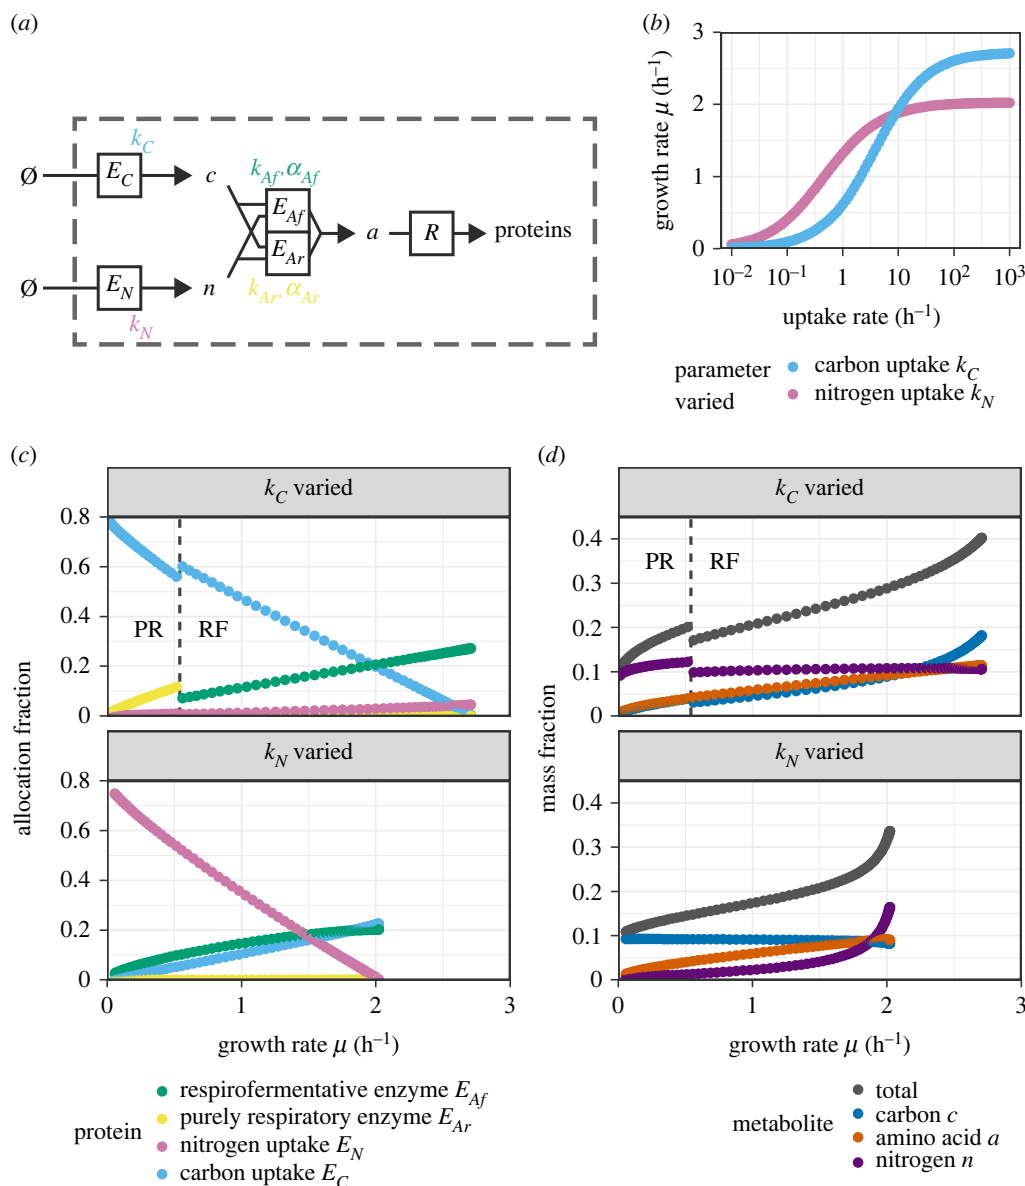 (a)
k_C
Ø
E_C
c
k_Af, α_Af
E_Af
E_Ar
a
R
proteins
Ø
E_N
n
k_Ar, α_Ar
k_N
(b)
growth rate μ (h⁻¹)
3
2
1
0
10⁻² 10⁻¹ 1 10 10² 10³
uptake rate (h⁻¹)
parameter varied
carbon uptake k_C
nitrogen uptake k_N
(c)
k_C varied
0.8
0.6
0.4
0.2
0
PR RF
k_N varied
0.8
0.6
0.4
0.2
0
0 1 2 3
allocation fraction
growth rate μ (h⁻¹)
protein
respirofermentative enzyme E_Af
purely respiratory enzyme E_Ar
nitrogen uptake E_N
carbon uptake E_C
(d)
k_C varied
0.4
0.3
0.2
0.1
0
PR RF
k_N varied
0.4
0.3
0.2
0.1
0
0 1 2 3
mass fraction
growth rate μ (h⁻¹)
metabolite
total
carbon c
amino acid a
nitrogen n